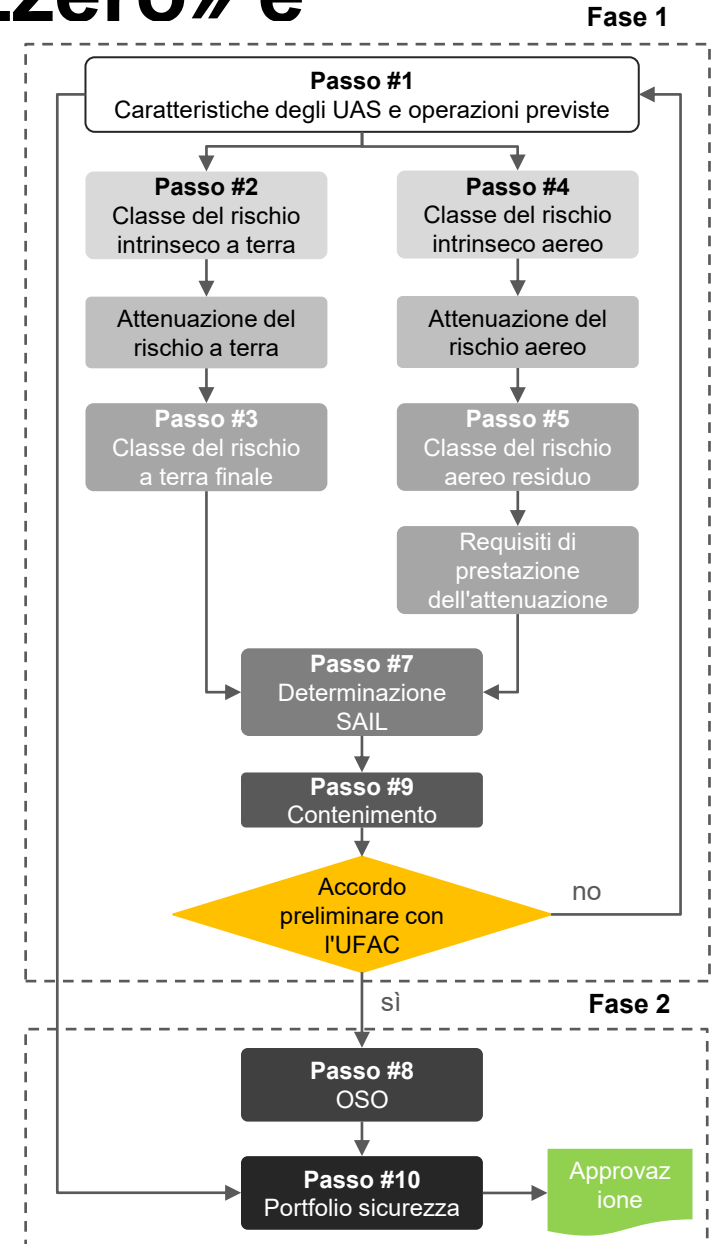 zero» e
Fase 1
Passo #1
Caratteristiche degli UAS e operazioni previste
Passo #2
Classe del rischio
intrinseco a terra
Passo #4
Classe del rischio
intrinseco aereo
Attenuazione del
rischio a terra
Attenuazione del
rischio aereo
Passo #3
Classe del rischio
a terra finale
Passo #5
Classe del rischio
aereo residuo
Requisiti di
prestazione
dell'attenuazione
Passo #7
Determinazione
SAIL
Passo #9
Contenimento
Accordo
preliminare con
l'UFAC
no
sì
Fase 2
Passo #8
OSO
Passo #10
Portfolio sicurezza
Approvaz
ione